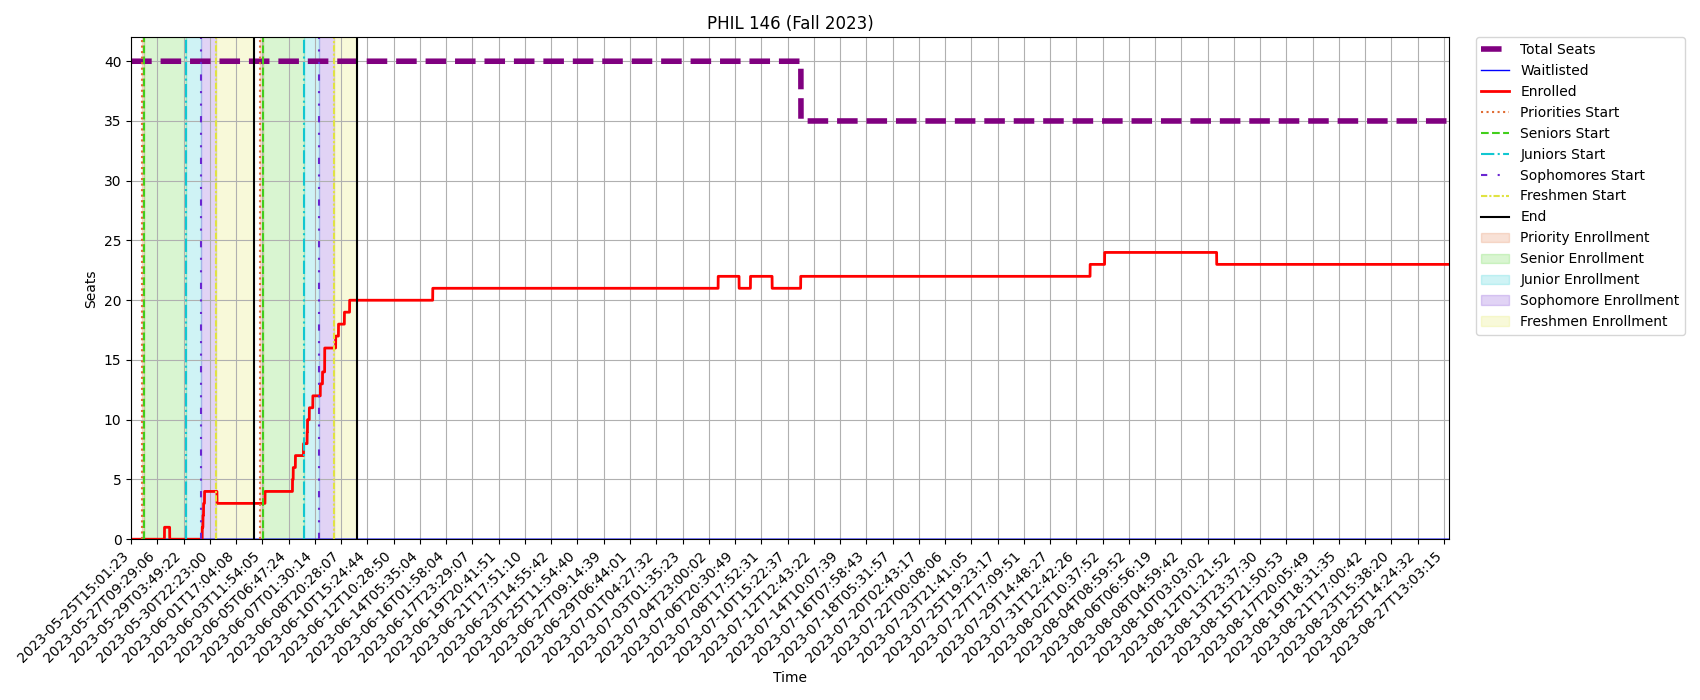 PHIL 146 (Fall 2023)
Seats
40
35
30
25
20
15
10
5
0
2023-05-25T15:01:23
2023-05-27T09:29:06
2023-05-29T03:49:22
2023-05-30T22:23:00
2023-06-01T17:04:08
2023-06-03T11:54:05
2023-06-05T06:47:24
2023-06-07T01:30:14
2023-06-08T20:28:07
2023-06-10T15:24:44
2023-06-12T10:28:50
2023-06-14T05:35:04
2023-06-16T01:58:04
2023-06-17T23:29:07
2023-06-19T20:41:51
2023-06-21T17:51:10
2023-06-23T14:55:42
2023-06-25T11:54:40
2023-06-27T09:14:39
2023-06-29T06:44:01
2023-07-01T04:27:32
2023-07-03T01:35:23
2023-07-04T23:00:02
2023-07-06T20:30:49
2023-07-08T17:52:31
2023-07-10T15:22:37
2023-07-12T12:43:22
2023-07-14T10:07:39
2023-07-16T07:58:43
2023-07-18T05:31:57
2023-07-20T02:43:17
2023-07-22T00:08:06
2023-07-23T21:41:05
2023-07-25T19:23:17
2023-07-27T17:09:51
2023-07-29T14:48:27
2023-07-31T12:42:26
2023-08-02T10:37:52
2023-08-04T08:59:52
2023-08-06T06:56:19
2023-08-08T04:59:42
2023-08-10T03:03:02
2023-08-12T01:21:52
2023-08-13T23:37:30
2023-08-15T21:50:53
2023-08-17T20:05:49
2023-08-19T18:31:35
2023-08-21T17:00:42
2023-08-23T15:38:20
2023-08-25T14:24:32
2023-08-27T13:03:15
Time
Total Seats
Waitlisted
Enrolled
Priorities Start
Seniors Start
Juniors Start
Sophomores Start
Freshmen Start
End
Priority Enrollment
Senior Enrollment
Junior Enrollment
Sophomore Enrollment
Freshmen Enrollment